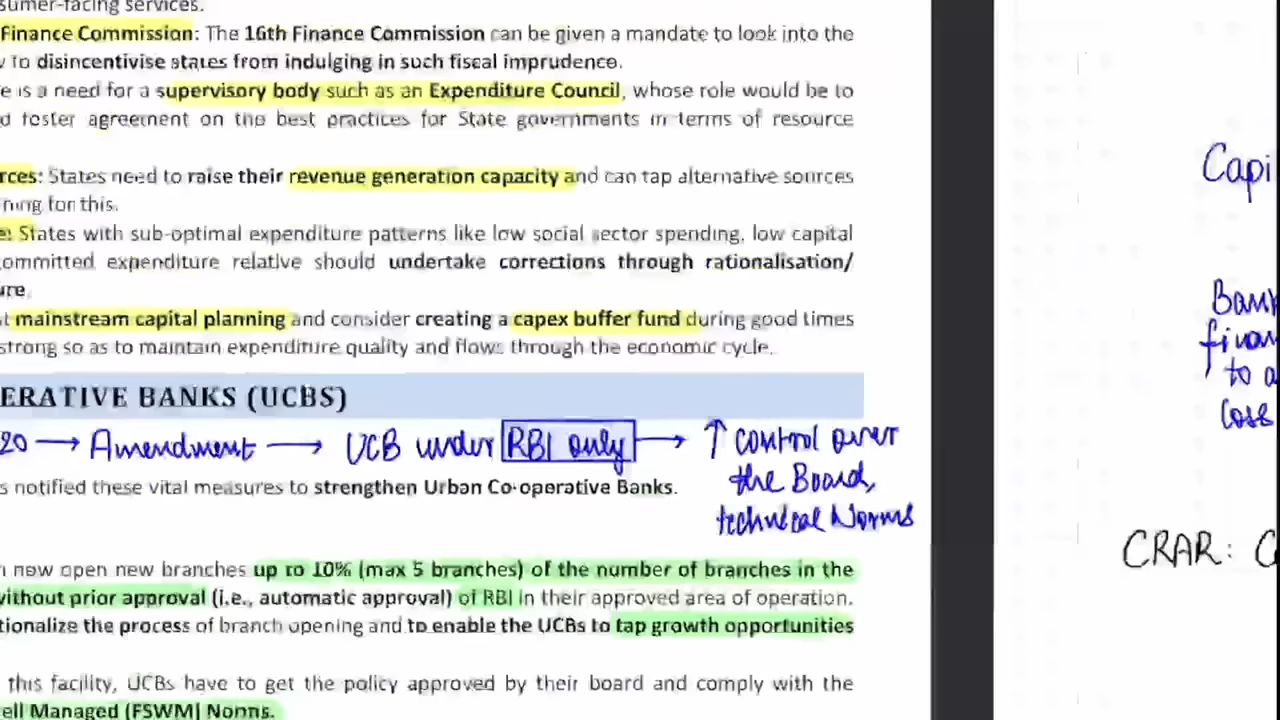 sumer-facing services.
Finance Commission: The 16th Finance Commission can be given a mandate to look into the
y to disincentivise states from indulging in such fiscal imprudence.
e is a need for a supervisory body such as an Expenditure Council, whose role would be to
d foster agreement on the best practices for State governments in terms of resource
rces: States need to raise their revenue generation capacity and can tap alternative sources
ning for this.
e: States with sub-optimal expenditure patterns like low social sector spending, low capital
ommitted expenditure relative should undertake corrections through rationalisation/
ure.
t mainstream capital planning and consider creating a capex buffer fund during good times
strong so as to maintain expenditure quality and flows through the economic cycle.
ERATIVE BANKS (UCBS)
20 → Amendment → UCB under RBI only → ↑ control over
the Board,
technical Norms
s notified these vital measures to strengthen Urban Co-operative Banks.
n now open new branches up to 10% (max 5 branches) of the number of branches in the
without prior approval (i.e., automatic approval) of RBI in their approved area of operation.
tionalize the process of branch opening and to enable the UCBs to tap growth opportunities
this facility, UCBs have to get the policy approved by their board and comply with the
ell Managed (FSWM) Norms.
Capi
Bank
finan
to a
lose
CRAR: C